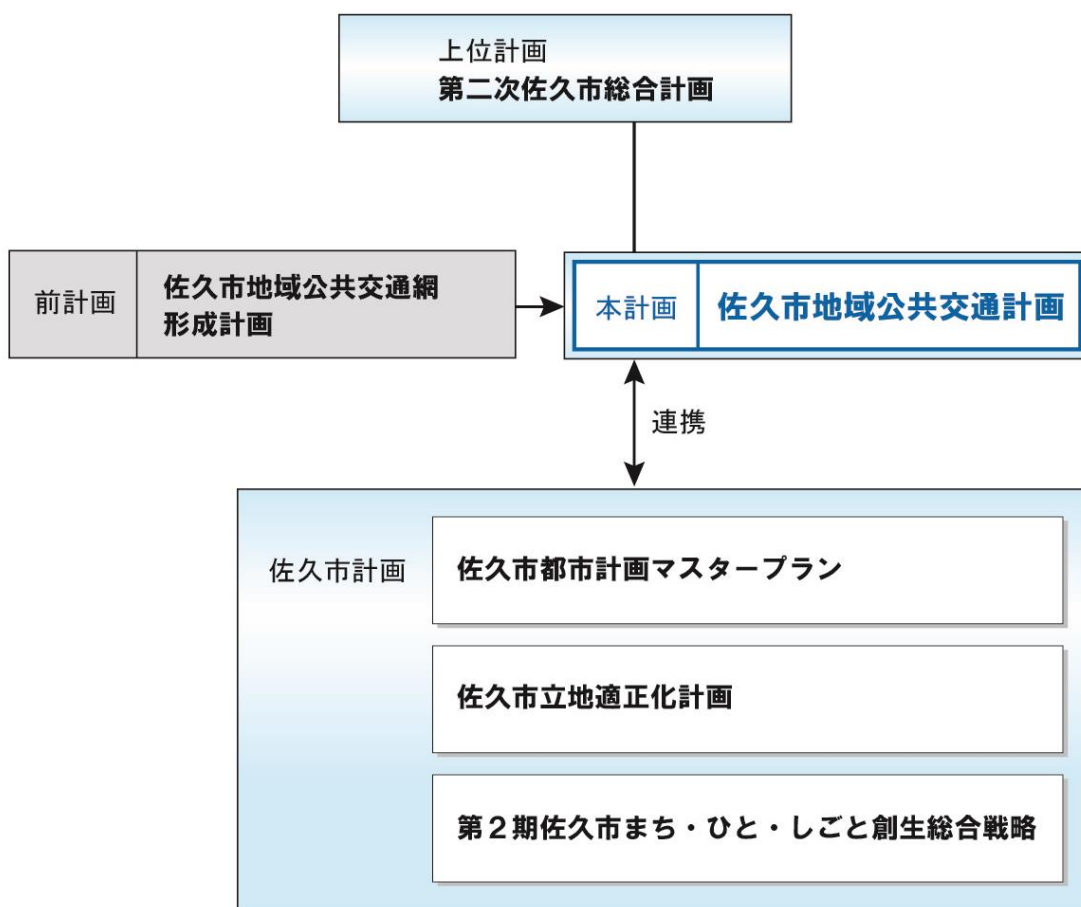 上位計画
第二次佐久市総合計画
前計画
佐久市地域公共交通網
形成計画
本計画
佐久市地域公共交通計画
連携
佐久市計画
佐久市都市計画マスタープラン
佐久市立地適正化計画
第２期佐久市まち・ひと・しごと創生総合戦略